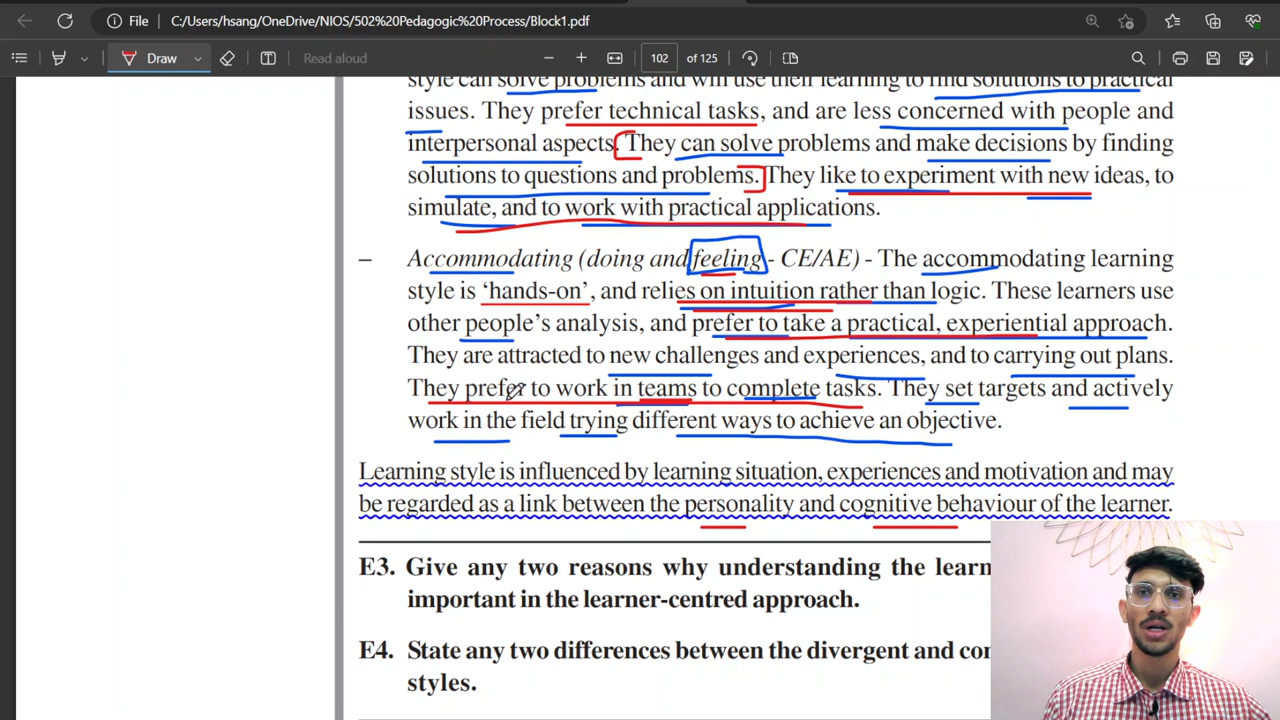 File C:/Users/hsang/OneDrive/NIOS/502%20Pedagogic%20Process/Block1.pdf
Draw Read aloud 102 of 125
style can solve problems and will use their learning to find solutions to practical
issues. They prefer technical tasks, and are less concerned with people and
interpersonal aspects. They can solve problems and make decisions by finding
solutions to questions and problems. They like to experiment with new ideas, to
simulate, and to work with practical applications.
– Accommodating (doing and feeling - CE/AE) - The accommodating learning
style is ‘hands-on’, and relies on intuition rather than logic. These learners use
other people’s analysis, and prefer to take a practical, experiential approach.
They are attracted to new challenges and experiences, and to carrying out plans.
They prefer to work in teams to complete tasks. They set targets and actively
work in the field trying different ways to achieve an objective.
Learning style is influenced by learning situation, experiences and motivation and may
be regarded as a link between the personality and cognitive behaviour of the learner.
E3. Give any two reasons why understanding the learn
important in the learner-centred approach.
E4. State any two differences between the divergent and con
styles.